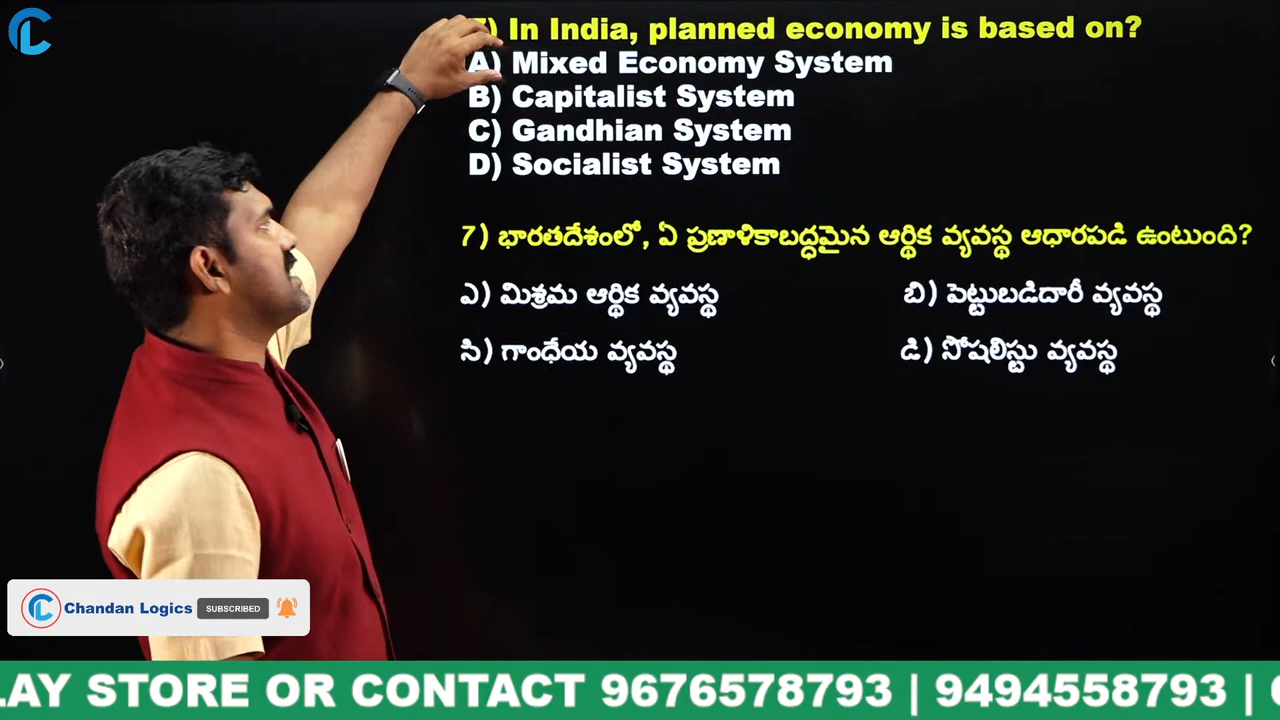 ) In India, planned economy is based on?
A) Mixed Economy System
B) Capitalist System
C) Gandhian System
D) Socialist System
7) భారతదేశంలో, ఏ ప్రణాళికాబద్ధమైన ఆర్థిక వ్యవస్థ ఆధారపడి ఉంటుంది?
ఎ) మిశ్రమ ఆర్థిక వ్యవస్థ బి) పెట్టుబడిదారీ వ్యవస్థ
సి) గాంధేయ వ్యవస్థ డి) సోషలిస్టు వ్యవస్థ
Chandan Logics SUBSCRIBED
LAY STORE OR CONTACT 9676578793 | 9494558793 |